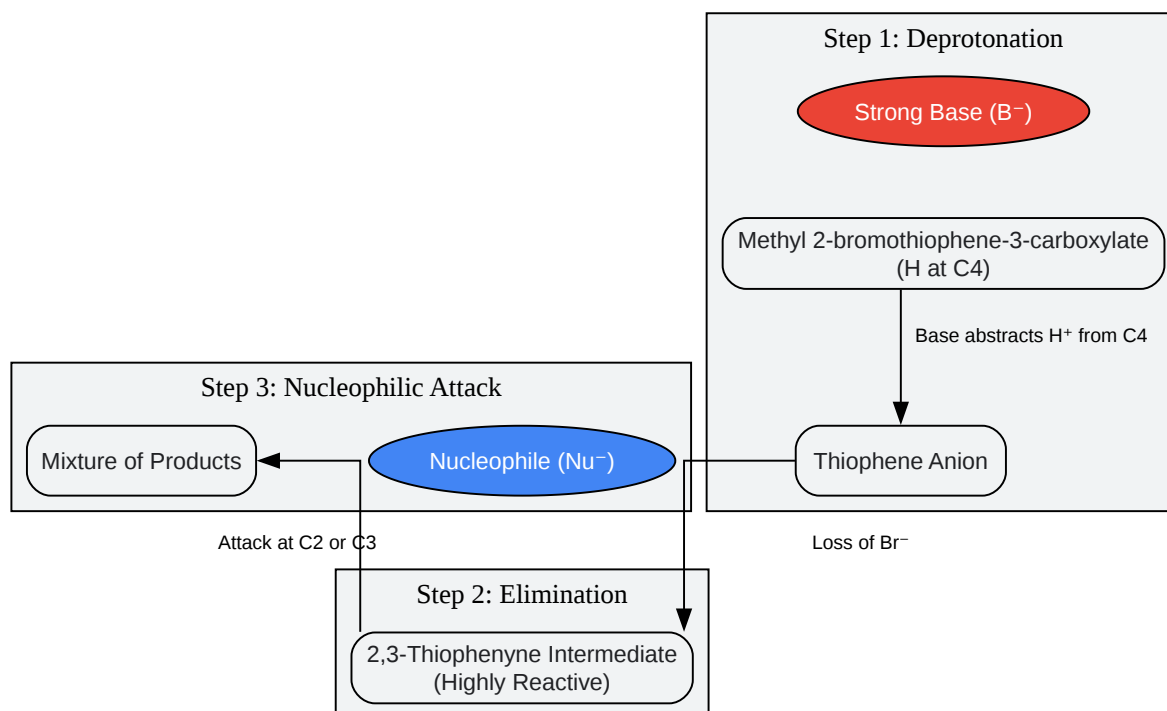 Step 1: Deprotonation
Strong Base (B⁻)
Methyl 2-bromothiophene-3-carboxylate
(H at C4)
Base abstracts H⁺ from C4
Thiophene Anion
Loss of Br⁻
Step 2: Elimination
2,3-Thiophenyne Intermediate
(Highly Reactive)
Step 3: Nucleophilic Attack
Nucleophile (Nu⁻)
Attack at C2 or C3
Mixture of Products